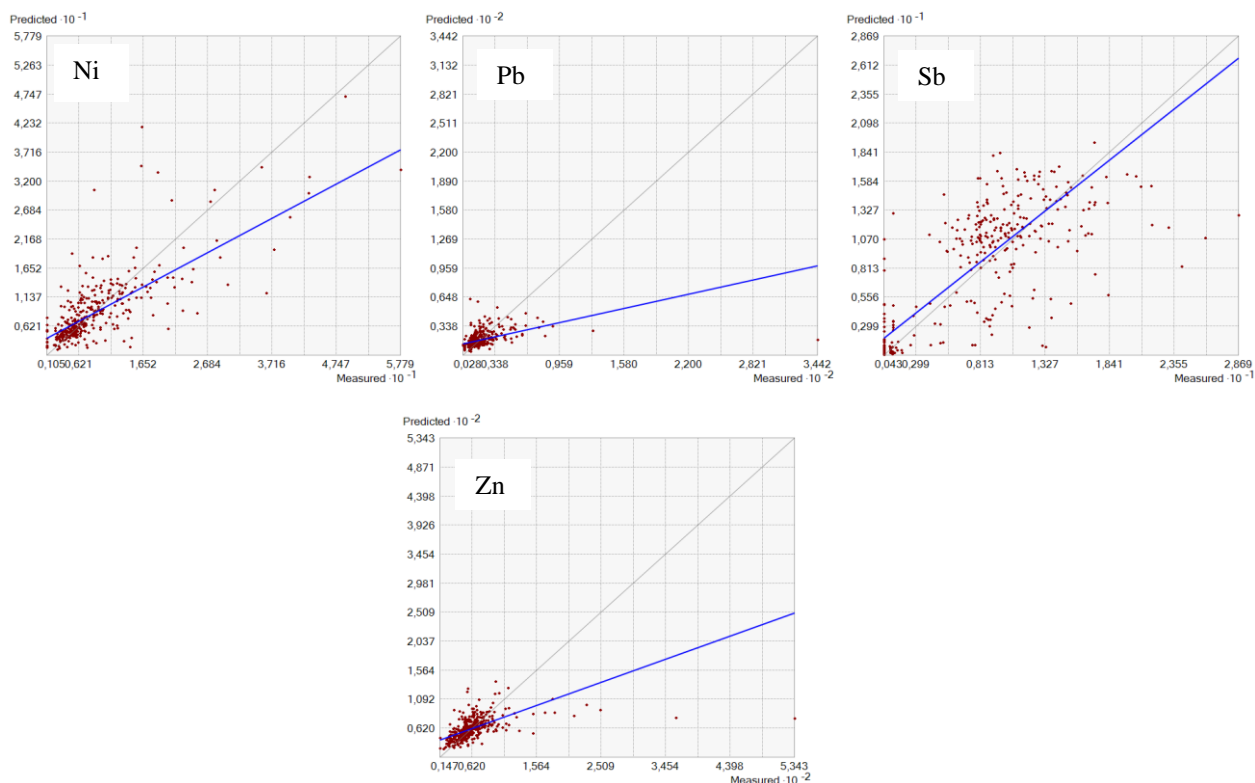 Predicted ·10 -1
5,779
5,263
4,747
4,232
3,716
3,200
2,684
2,168
1,652
1,137
0,621
Ni
0,1050,621 1,652 2,684 3,716 4,747 5,779
Measured ·10 -1
Predicted ·10 -2
3,442
3,132
2,821
2,511
2,200
1,890
1,580
1,269
0,959
0,648
0,338
Pb
0,0280,338 0,959 1,580 2,200 2,821 3,442
Measured ·10 -2
Predicted ·10 -1
2,869
2,612
2,355
2,098
1,841
1,584
1,327
1,070
0,813
0,556
0,299
Sb
0,0430,299 0,813 1,327 1,841 2,355 2,869
Measured ·10 -1
Predicted ·10 -2
5,343
4,871
4,398
3,926
3,454
2,981
2,509
2,037
1,564
1,092
0,620
Zn
0,1470,620 1,564 2,509 3,454 4,398 5,343
Measured ·10 -2